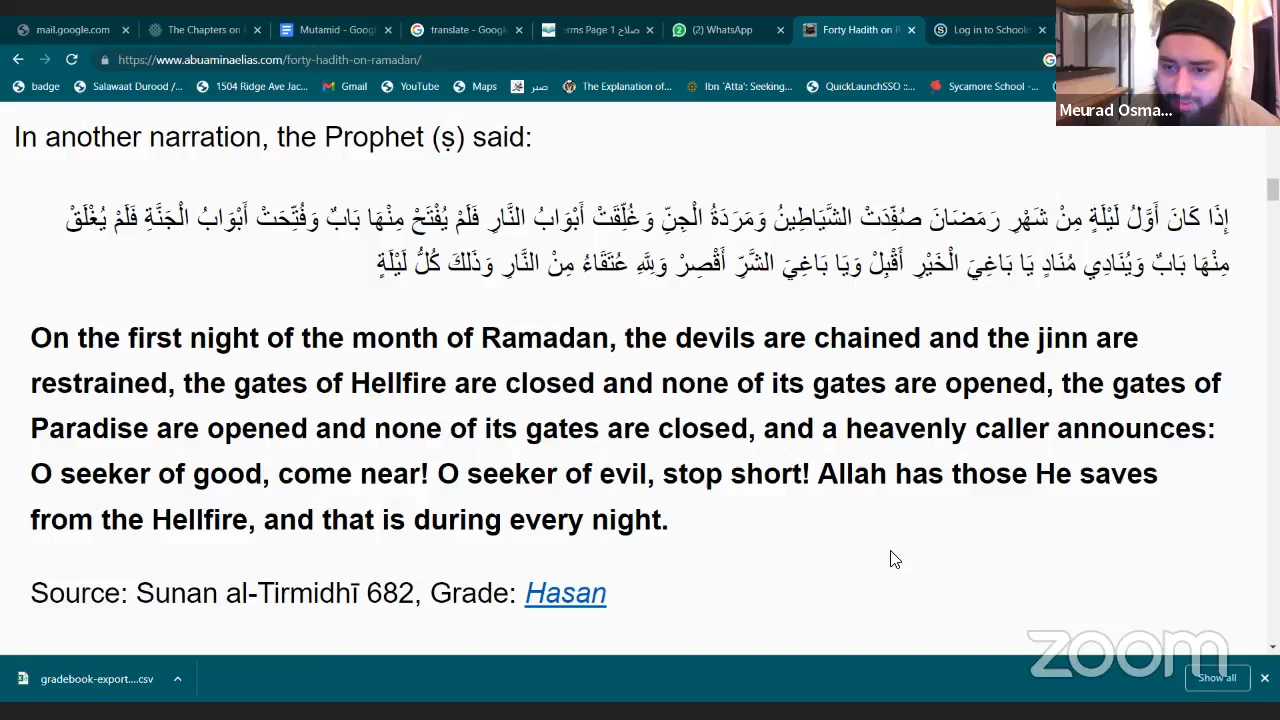 mail.google.com
The Chapters on I
Mutamid - Googl
translate - Google
صلاح erms Page 1
(2) WhatsApp
Forty Hadith on R
Log in to Schoolo
https://www.abuaminaelias.com/forty-hadith-on-ramadan/
badge
Salawaat Durood /...
1504 Ridge Ave Jac...
Gmail
YouTube
Maps
صبر
The Explanation of...
Ibn `Atta': Seeking...
QuickLaunchSSO ::...
Sycamore School -...
Meurad Osma...
In another narration, the Prophet (ṣ) said:
إِذَا كَانَ أَوَّلُ لَيْلَةٍ مِنْ شَهْرِ رَمَضَانَ صُفِّدَتْ الشَّيَاطِينُ وَمَرَدَةُ الْجِنِّ وَغُلِّقَتْ أَبْوَابُ النَّارِ فَلَمْ يُفْتَحْ مِنْهَا بَابٌ وَفُتِّحَتْ أَبْوَابُ الْجَنَّةِ فَلَمْ يُغْلَقْ
مِنْهَا بَابٌ وَيُنَادِي مُنَادٍ يَا بَاغِيَ الْخَيْرِ أَقْبِلْ وَيَا بَاغِيَ الشَّرِّ أَقْصِرْ وَلِلَّهِ عُتَقَاءُ مِنْ النَّارِ وَذَلكَ كُلُّ لَيْلَةٍ
On the first night of the month of Ramadan, the devils are chained and the jinn are
restrained, the gates of Hellfire are closed and none of its gates are opened, the gates of
Paradise are opened and none of its gates are closed, and a heavenly caller announces:
O seeker of good, come near! O seeker of evil, stop short! Allah has those He saves
from the Hellfire, and that is during every night.
Source: Sunan al-Tirmidhī 682, Grade: Hasan
zoom
gradebook-export....csv
Show all